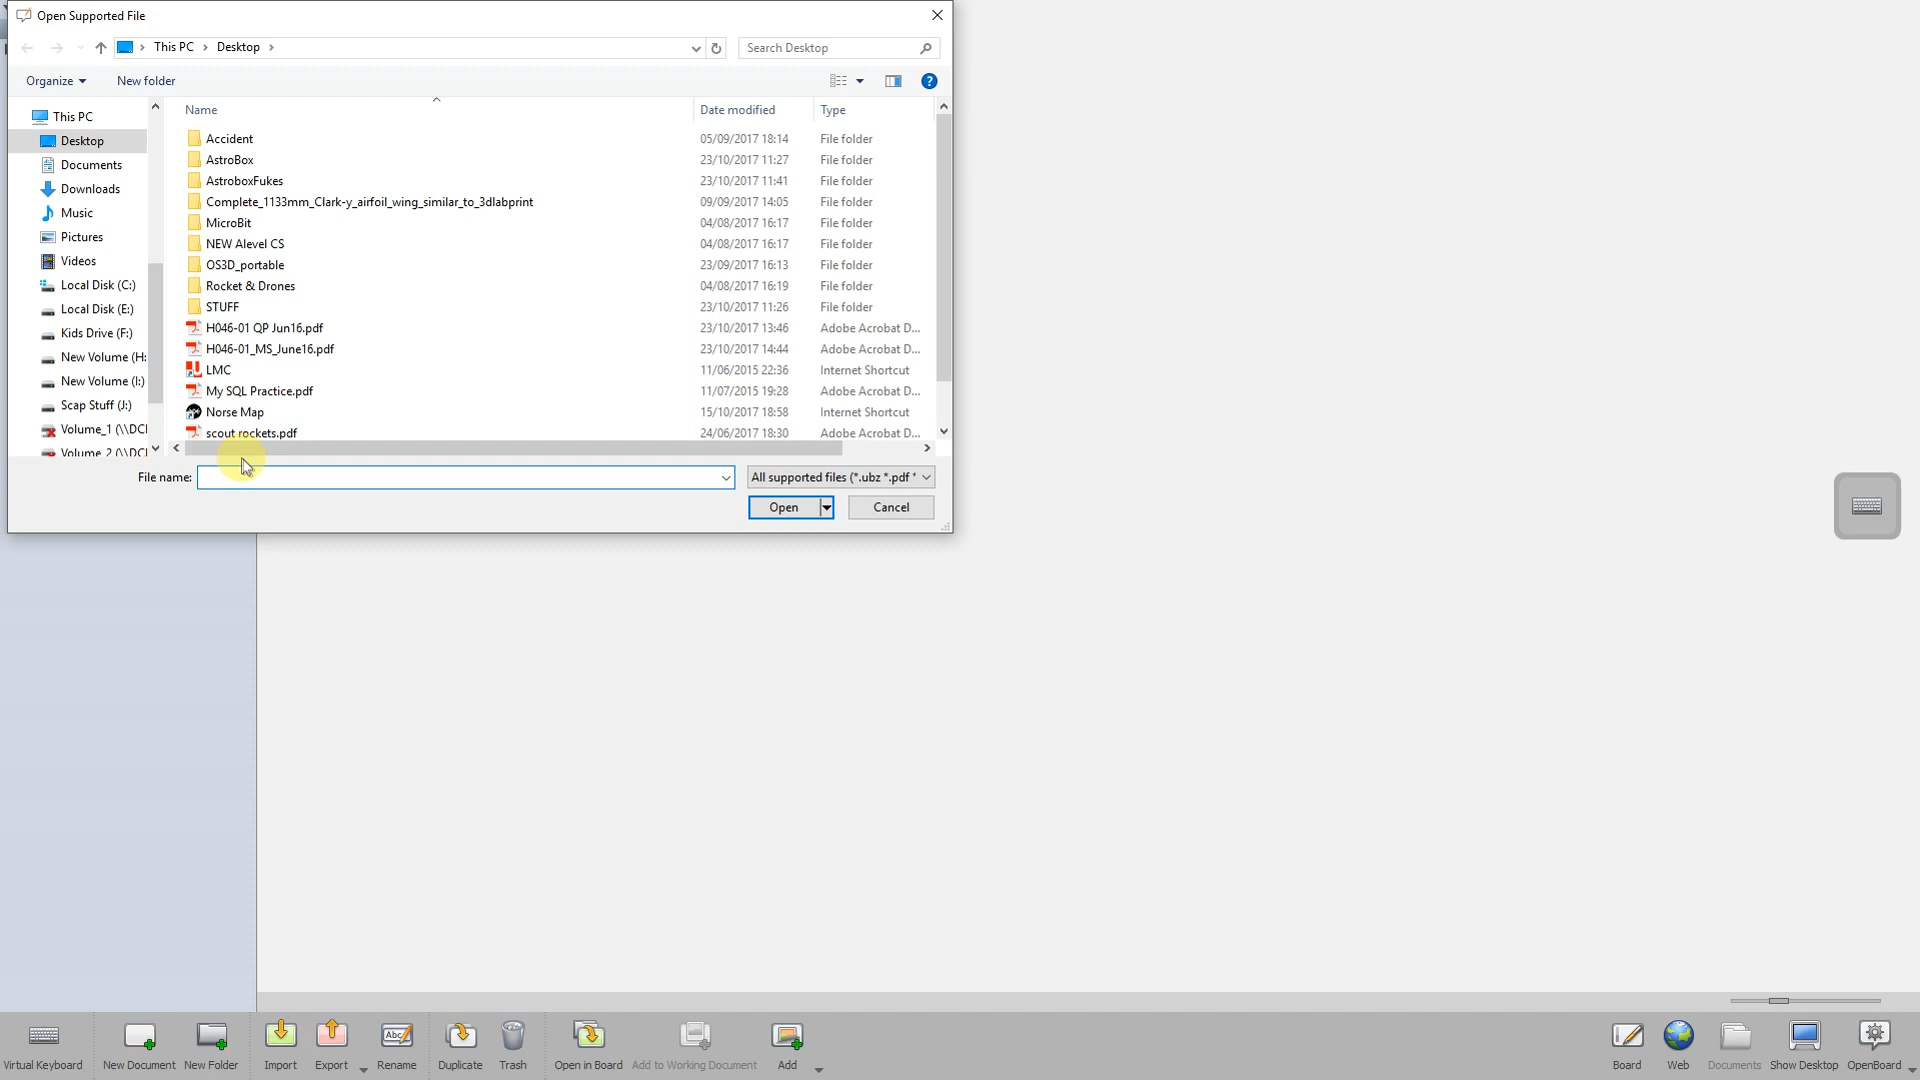 Open Supported File
This PC
Desktop
Search Desktop
Organize
New folder
This PC
Desktop
Documents
Downloads
Music
Pictures
Videos
Local Disk (C:)
Local Disk (E:)
Kids Drive (F:)
New Volume (H:
New Volume (I:)
Scap Stuff (J:)
Volume_1 (\\DCI
Volume_2 (\\DCI
Name Date modified Type
Accident 05/09/2017 18:14 File folder
AstroBox 23/10/2017 11:27 File folder
AstroboxFukes 23/10/2017 11:41 File folder
Complete_1133mm_Clark-y_airfoil_wing_similar_to_3dlabprint 09/09/2017 14:05 File folder
MicroBit 04/08/2017 16:17 File folder
NEW Alevel CS 04/08/2017 16:17 File folder
OS3D_portable 23/09/2017 16:13 File folder
Rocket & Drones 04/08/2017 16:19 File folder
STUFF 23/10/2017 11:26 File folder
H046-01 QP Jun16.pdf 23/10/2017 13:46 Adobe Acrobat D...
H046-01_MS_June16.pdf 23/10/2017 14:44 Adobe Acrobat D...
LMC 11/06/2015 22:36 Internet Shortcut
My SQL Practice.pdf 11/07/2015 19:28 Adobe Acrobat D...
Norse Map 15/10/2017 18:58 Internet Shortcut
scout rockets.pdf 24/06/2017 18:30 Adobe Acrobat D...
File name:
All supported files (*.ubz *.pdf *
Open
Cancel
Virtual Keyboard
New Document
New Folder
Import
Export
Abc
Rename
Duplicate
Trash
Open in Board
Add to Working Document
Add
Board
Web
Documents
Show Desktop
OpenBoard